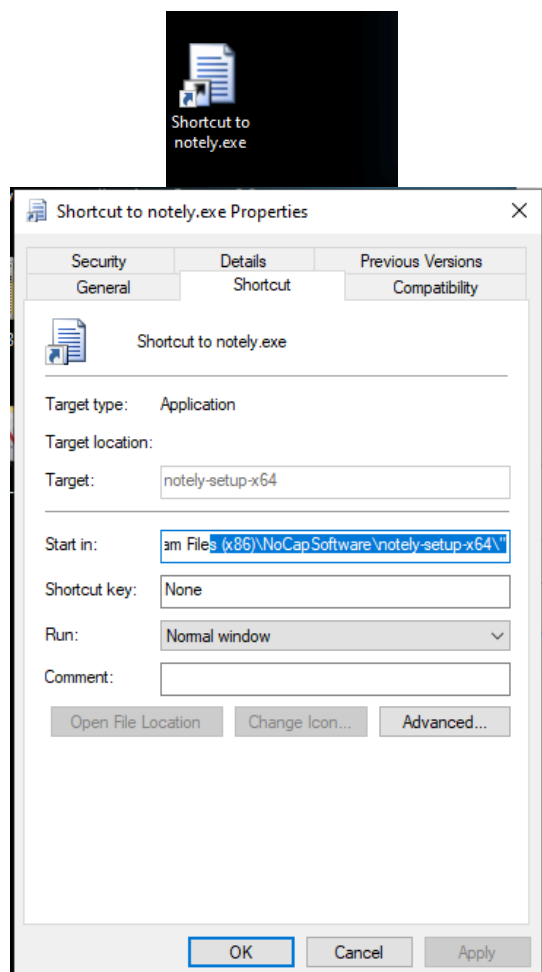 Shortcut to
notely.exe
Shortcut to notely.exe Properties
Security Details Previous Versions
General Shortcut Compatibility
Shortcut to notely.exe
Target type: Application
Target location:
Target: notely-setup-x64
Start in: am Files (x86)\NoCapSoftware\notely-setup-x64\"
Shortcut key: None
Run: Normal window
Comment:
Open File Location Change Icon... Advanced...
OK Cancel Apply